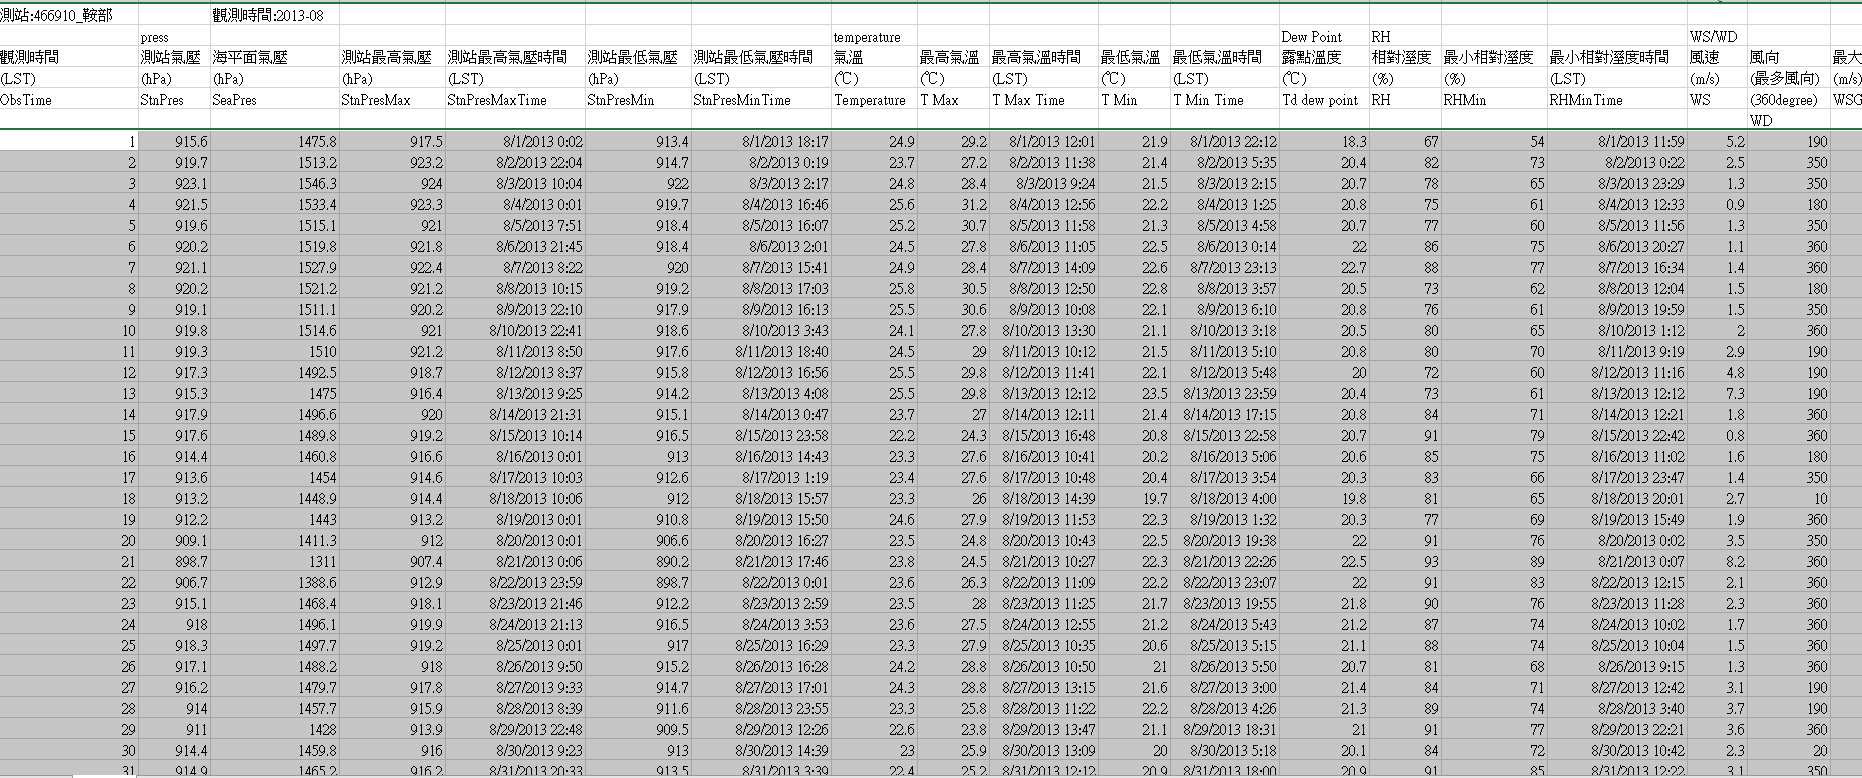 測站:466910_鞍部 觀測時間:2013-08
press temperature Dew Point RH WS/WD
觀測時間 測站氣壓 海平面氣壓 測站最高氣壓 測站最高氣壓時間 測站最低氣壓 測站最低氣壓時間 氣溫 最高氣溫 最高氣溫時間 最低氣溫 最低氣溫時間 露點溫度 相對溼度 最小相對溼度 最小相對溼度時間 風速 風向 最大
(LST) (hPa) (hPa) (hPa) (LST) (hPa) (LST) (℃) (℃) (LST) (℃) (LST) (℃) (%) (%) (LST) (m/s) (最多風向) (m/s)
ObsTime StnPres SeaPres StnPresMax StnPresMaxTime StnPresMin StnPresMinTime Temperature T Max T Max Time T Min T Min Time Td dew point RH RHMin RHMinTime WS (360degree) WSG
WD
1 915.6 1475.8 917.5 8/1/2013 0:02 913.4 8/1/2013 18:17 24.9 29.2 8/1/2013 12:01 21.9 8/1/2013 22:12 18.3 67 54 8/1/2013 11:59 5.2 190
2 919.7 1513.2 923.2 8/2/2013 22:04 914.7 8/2/2013 0:19 23.7 27.2 8/2/2013 11:38 21.4 8/2/2013 5:35 20.4 82 73 8/2/2013 0:22 2.5 350
3 923.1 1546.3 924 8/3/2013 10:04 922 8/3/2013 2:17 24.8 28.4 8/3/2013 9:24 21.5 8/3/2013 2:15 20.7 78 65 8/3/2013 23:29 1.3 350
4 921.5 1533.4 923.3 8/4/2013 0:01 919.7 8/4/2013 16:46 25.6 31.2 8/4/2013 12:56 22.2 8/4/2013 1:25 20.8 75 61 8/4/2013 12:33 0.9 180
5 919.6 1515.1 921 8/5/2013 7:51 918.4 8/5/2013 16:07 25.2 30.7 8/5/2013 11:58 21.3 8/5/2013 4:58 20.7 77 60 8/5/2013 11:56 1.3 350
6 920.2 1519.8 921.8 8/6/2013 21:45 918.4 8/6/2013 2:01 24.5 27.8 8/6/2013 11:05 22.5 8/6/2013 0:14 22 86 75 8/6/2013 20:27 1.1 360
7 921.1 1527.9 922.4 8/7/2013 8:22 920 8/7/2013 15:41 24.9 28.4 8/7/2013 14:09 22.6 8/7/2013 23:13 22.7 88 77 8/7/2013 16:34 1.4 360
8 920.2 1521.2 921.2 8/8/2013 10:15 919.2 8/8/2013 17:03 25.8 30.5 8/8/2013 12:50 22.8 8/8/2013 3:57 20.5 73 62 8/8/2013 12:04 1.5 180
9 919.1 1511.1 920.2 8/9/2013 22:10 917.9 8/9/2013 16:13 25.5 30.6 8/9/2013 10:08 22.1 8/9/2013 6:10 20.8 76 61 8/9/2013 19:59 1.5 350
10 919.8 1514.6 921 8/10/2013 22:41 918.6 8/10/2013 3:43 24.1 27.8 8/10/2013 13:30 21.1 8/10/2013 3:18 20.5 80 65 8/10/2013 1:12 2 360
11 919.3 1510 921.2 8/11/2013 8:50 917.6 8/11/2013 18:40 24.5 29 8/11/2013 10:12 21.5 8/11/2013 5:10 20.8 80 70 8/11/2013 9:19 2.9 190
12 917.3 1492.5 918.7 8/12/2013 8:37 915.8 8/12/2013 16:56 25.5 29.8 8/12/2013 11:41 22.1 8/12/2013 5:48 20 72 60 8/12/2013 11:16 4.8 190
13 915.3 1475 916.4 8/13/2013 9:25 914.2 8/13/2013 4:08 25.5 29.8 8/13/2013 12:12 23.5 8/13/2013 23:59 20.4 73 61 8/13/2013 12:12 7.3 190
14 917.9 1496.6 920 8/14/2013 21:31 915.1 8/14/2013 0:47 23.7 27 8/14/2013 12:11 21.4 8/14/2013 17:15 20.8 84 71 8/14/2013 12:21 1.8 360
15 917.6 1489.8 919.2 8/15/2013 10:14 916.5 8/15/2013 23:58 22.2 24.3 8/15/2013 16:48 20.8 8/15/2013 22:58 20.7 91 79 8/15/2013 22:42 0.8 360
16 914.4 1460.8 916.6 8/16/2013 0:01 913 8/16/2013 14:43 23.3 27.6 8/16/2013 10:41 20.2 8/16/2013 5:06 20.6 85 75 8/16/2013 11:02 1.6 180
17 913.6 1454 914.6 8/17/2013 10:03 912.6 8/17/2013 1:19 23.4 27.6 8/17/2013 10:48 20.4 8/17/2013 3:54 20.3 83 66 8/17/2013 23:47 1.4 350
18 913.2 1448.9 914.4 8/18/2013 10:06 912 8/18/2013 15:57 23.3 26 8/18/2013 14:39 19.7 8/18/2013 4:00 19.8 81 65 8/18/2013 20:01 2.7 10
19 912.2 1443 913.2 8/19/2013 0:01 910.8 8/19/2013 15:50 24.6 27.9 8/19/2013 11:53 22.3 8/19/2013 1:32 20.3 77 69 8/19/2013 15:49 1.9 360
20 909.1 1411.3 912 8/20/2013 0:01 906.6 8/20/2013 16:27 23.5 24.8 8/20/2013 10:43 22.5 8/20/2013 19:38 22 91 76 8/20/2013 0:02 3.5 350
21 898.7 1311 907.4 8/21/2013 0:06 890.2 8/21/2013 17:46 23.8 24.5 8/21/2013 10:27 22.3 8/21/2013 22:26 22.5 93 89 8/21/2013 0:07 8.2 360
22 906.7 1388.6 912.9 8/22/2013 23:59 898.7 8/22/2013 0:01 23.6 26.3 8/22/2013 11:09 22.2 8/22/2013 23:07 22 91 83 8/22/2013 12:15 2.1 360
23 915.1 1468.4 918.1 8/23/2013 21:46 912.2 8/23/2013 2:59 23.5 28 8/23/2013 11:25 21.7 8/23/2013 19:55 21.8 90 76 8/23/2013 11:28 2.3 360
24 918 1496.1 919.9 8/24/2013 21:13 916.5 8/24/2013 3:53 23.6 27.5 8/24/2013 12:55 21.2 8/24/2013 5:43 21.2 87 74 8/24/2013 10:02 1.7 360
25 918.3 1497.7 919.2 8/25/2013 0:01 917 8/25/2013 16:29 23.3 27.9 8/25/2013 10:35 20.6 8/25/2013 5:15 21.1 88 74 8/25/2013 10:04 1.5 360
26 917.1 1488.2 918 8/26/2013 9:50 915.2 8/26/2013 16:28 24.2 28.8 8/26/2013 10:50 21 8/26/2013 5:50 20.7 81 68 8/26/2013 9:15 1.3 360
27 916.2 1479.7 917.8 8/27/2013 9:33 914.7 8/27/2013 17:01 24.3 28.8 8/27/2013 13:15 21.6 8/27/2013 3:00 21.4 84 71 8/27/2013 12:42 3.1 190
28 914 1457.7 915.9 8/28/2013 8:39 911.6 8/28/2013 23:55 23.3 25.8 8/28/2013 11:22 22.2 8/28/2013 4:26 21.3 89 74 8/28/2013 3:40 3.7 190
29 911 1428 913.9 8/29/2013 22:48 909.5 8/29/2013 12:26 22.6 23.8 8/29/2013 13:47 21.1 8/29/2013 18:31 21 91 77 8/29/2013 22:21 3.6 360
30 914.4 1459.8 916 8/30/2013 9:23 913 8/30/2013 14:39 23 25.9 8/30/2013 13:09 20 8/30/2013 5:18 20.1 84 72 8/30/2013 10:42 2.3 20
31 914.9 1465.2 916.2 8/31/2013 20:33 913.5 8/31/2013 3:39 22.4 25.2 8/31/2013 12:12 20.9 8/31/2013 18:00 20.9 91 85 8/31/2013 12:22 3.1 350